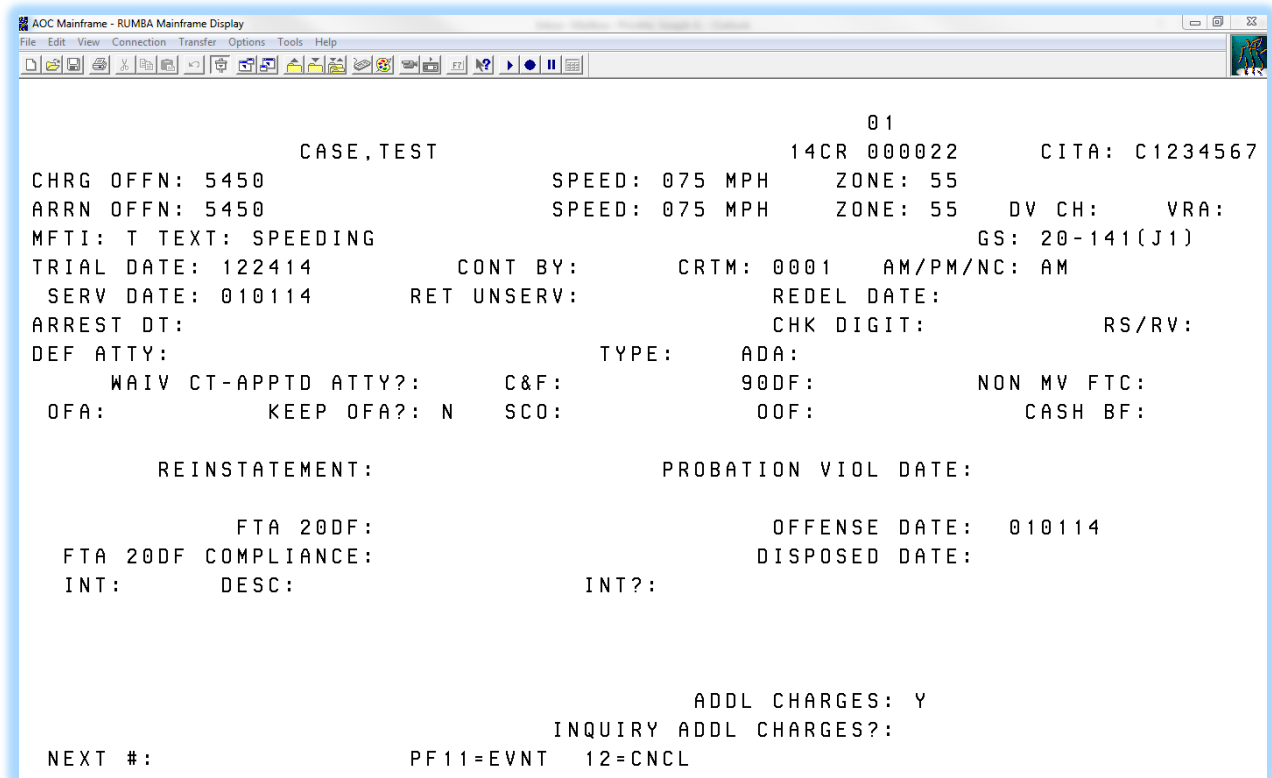 AOC Mainframe - RUMBA Mainframe Display
File Edit View Connection Transfer Options Tools Help
01
CASE,TEST 14CR 000022 CITA: C1234567
CHRG OFFN: 5450 SPEED: 075 MPH ZONE: 55
ARRN OFFN: 5450 SPEED: 075 MPH ZONE: 55 DV CH: VRA:
MFTI: T TEXT: SPEEDING GS: 20-141(J1)
TRIAL DATE: 122414 CONT BY: CRTM: 0001 AM/PM/NC: AM
SERV DATE: 010114 RET UNSERV: REDEL DATE:
ARREST DT: CHK DIGIT: RS/RV:
DEF ATTY: TYPE: ADA:
WAIV CT-APPTD ATTY?: C&F: 90DF: NON MV FTC:
OFA: KEEP OFA?: N SCO: OOF: CASH BF:
REINSTATEMENT: PROBATION VIOL DATE:
FTA 20DF: OFFENSE DATE: 010114
FTA 20DF COMPLIANCE: DISPOSED DATE:
INT: DESC: INT?:
ADDL CHARGES: Y
INQUIRY ADDL CHARGES?:
NEXT #: PF11=EVNT 12=CNCL